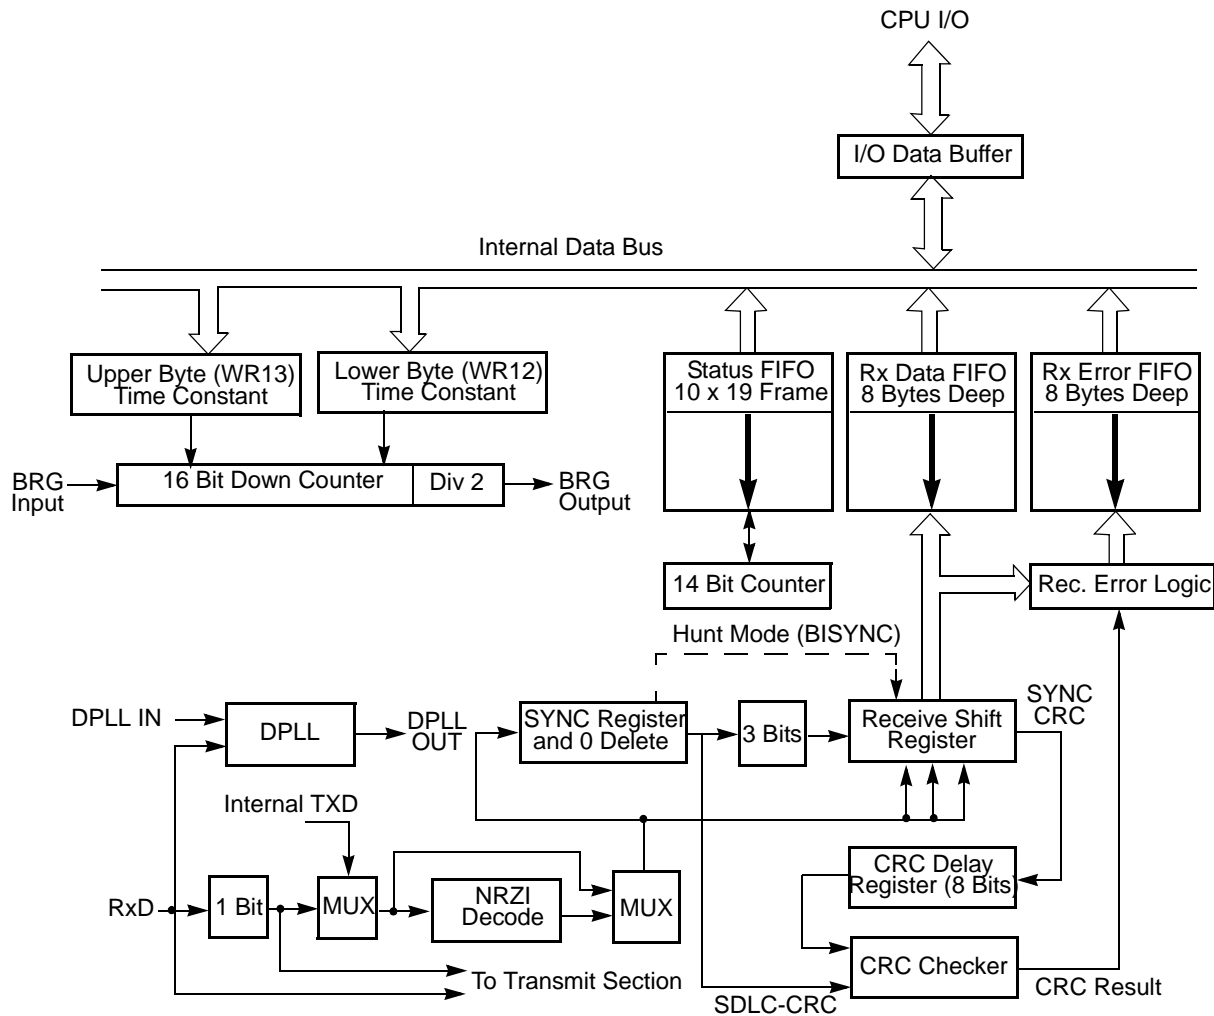 CPU I/O
I/O Data Buffer
Internal Data Bus
Upper Byte (WR13)
Time Constant
Lower Byte (WR12)
Time Constant
Status FIFO
10 x 19 Frame
Rx Data FIFO
8 Bytes Deep
Rx Error FIFO
8 Bytes Deep
BRG
Input
16 Bit Down Counter
Div 2
BRG
Output
14 Bit Counter
Rec. Error Logic
Hunt Mode (BISYNC)
DPLL IN
DPLL
DPLL
OUT
SYNC Register
and 0 Delete
3 Bits
Receive Shift
Register
SYNC
CRC
Internal TXD
RxD
1 Bit
MUX
NRZI
Decode
MUX
CRC Delay
Register (8 Bits)
To Transmit Section
SDLC-CRC
CRC Checker
CRC Result